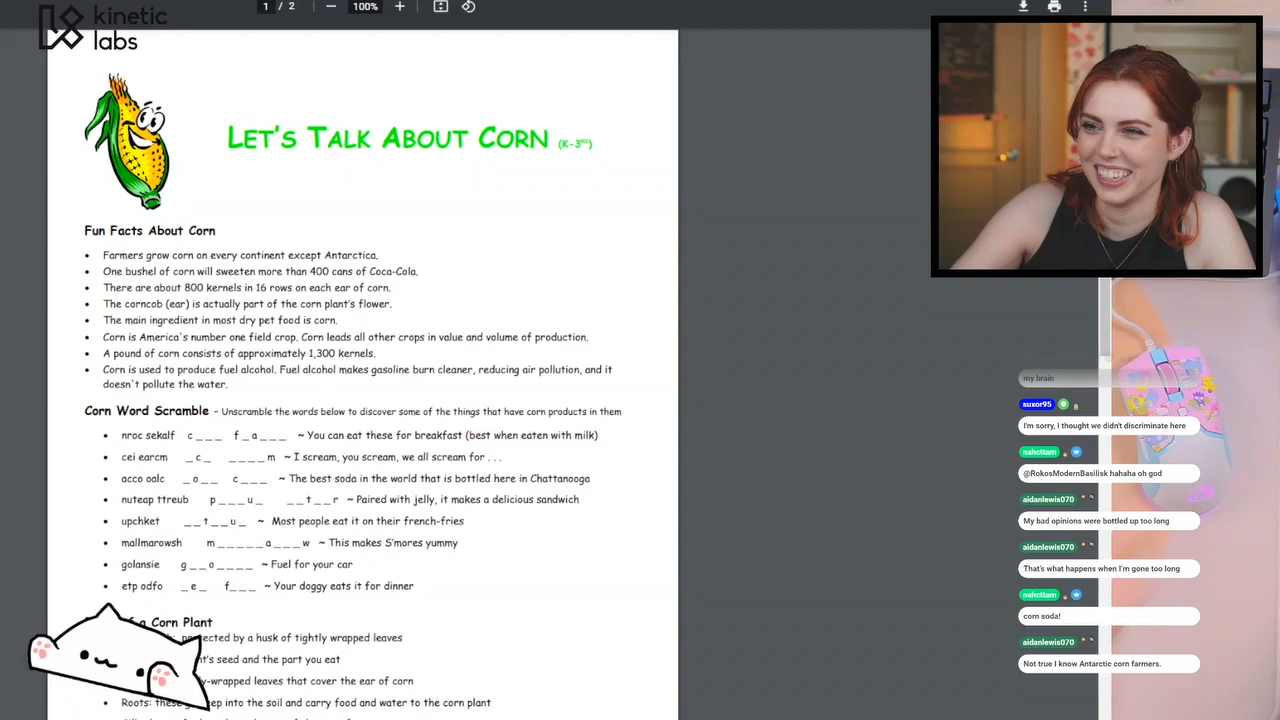 kinetic
labs
1 / 2
100%
LET'S TALK ABOUT CORN (K-3RD)
Fun Facts About Corn
• Farmers grow corn on every continent except Antarctica.
• One bushel of corn will sweeten more than 400 cans of Coca-Cola.
• There are about 800 kernels in 16 rows on each ear of corn.
• The corncob (ear) is actually part of the corn plant's flower.
• The main ingredient in most dry pet food is corn.
• Corn is America's number one field crop. Corn leads all other crops in value and volume of production.
• A pound of corn consists of approximately 1,300 kernels.
• Corn is used to produce fuel alcohol. Fuel alcohol makes gasoline burn cleaner, reducing air pollution, and it
doesn't pollute the water.
Corn Word Scramble – Unscramble the words below to discover some of the things that have corn products in them
• nroc sekalf c _ _ _ f _ a _ _ _ ~ You can eat these for breakfast (best when eaten with milk)
• cei earcm _ c _ _ _ _ _ m ~ I scream, you scream, we all scream for . . .
• acco oalc _ o _ _ c _ _ _ ~ The best soda in the world that is bottled here in Chattanooga
• nuteap ttreub p _ _ _ u _ _ _ t _ _ r ~ Paired with jelly, it makes a delicious sandwich
• upchket _ _ t _ _ u _ ~ Most people eat it on their french-fries
• mallmarowsh m _ _ _ _ _ a _ _ _ w ~ This makes S'mores yummy
• golansie g _ _ o _ _ _ _ ~ Fuel for your car
• etp odfo _ e _ f _ _ _ ~ Your doggy eats it for dinner
of a Corn Plant
protected by a husk of tightly wrapped leaves
seed and the part you eat
-wrapped leaves that cover the ear of corn
• Roots: these deep into the soil and carry food and water to the corn plant
my brain
suxor95
I'm sorry, I thought we didn't discriminate here
nahcttam
@RokosModernBasilisk hahaha oh god
aidanlewis070
My bad opinions were bottled up too long
aidanlewis070
That's what happens when I'm gone too long
nahcttam
corn soda!
aidanlewis070
Not true I know Antarctic corn farmers.